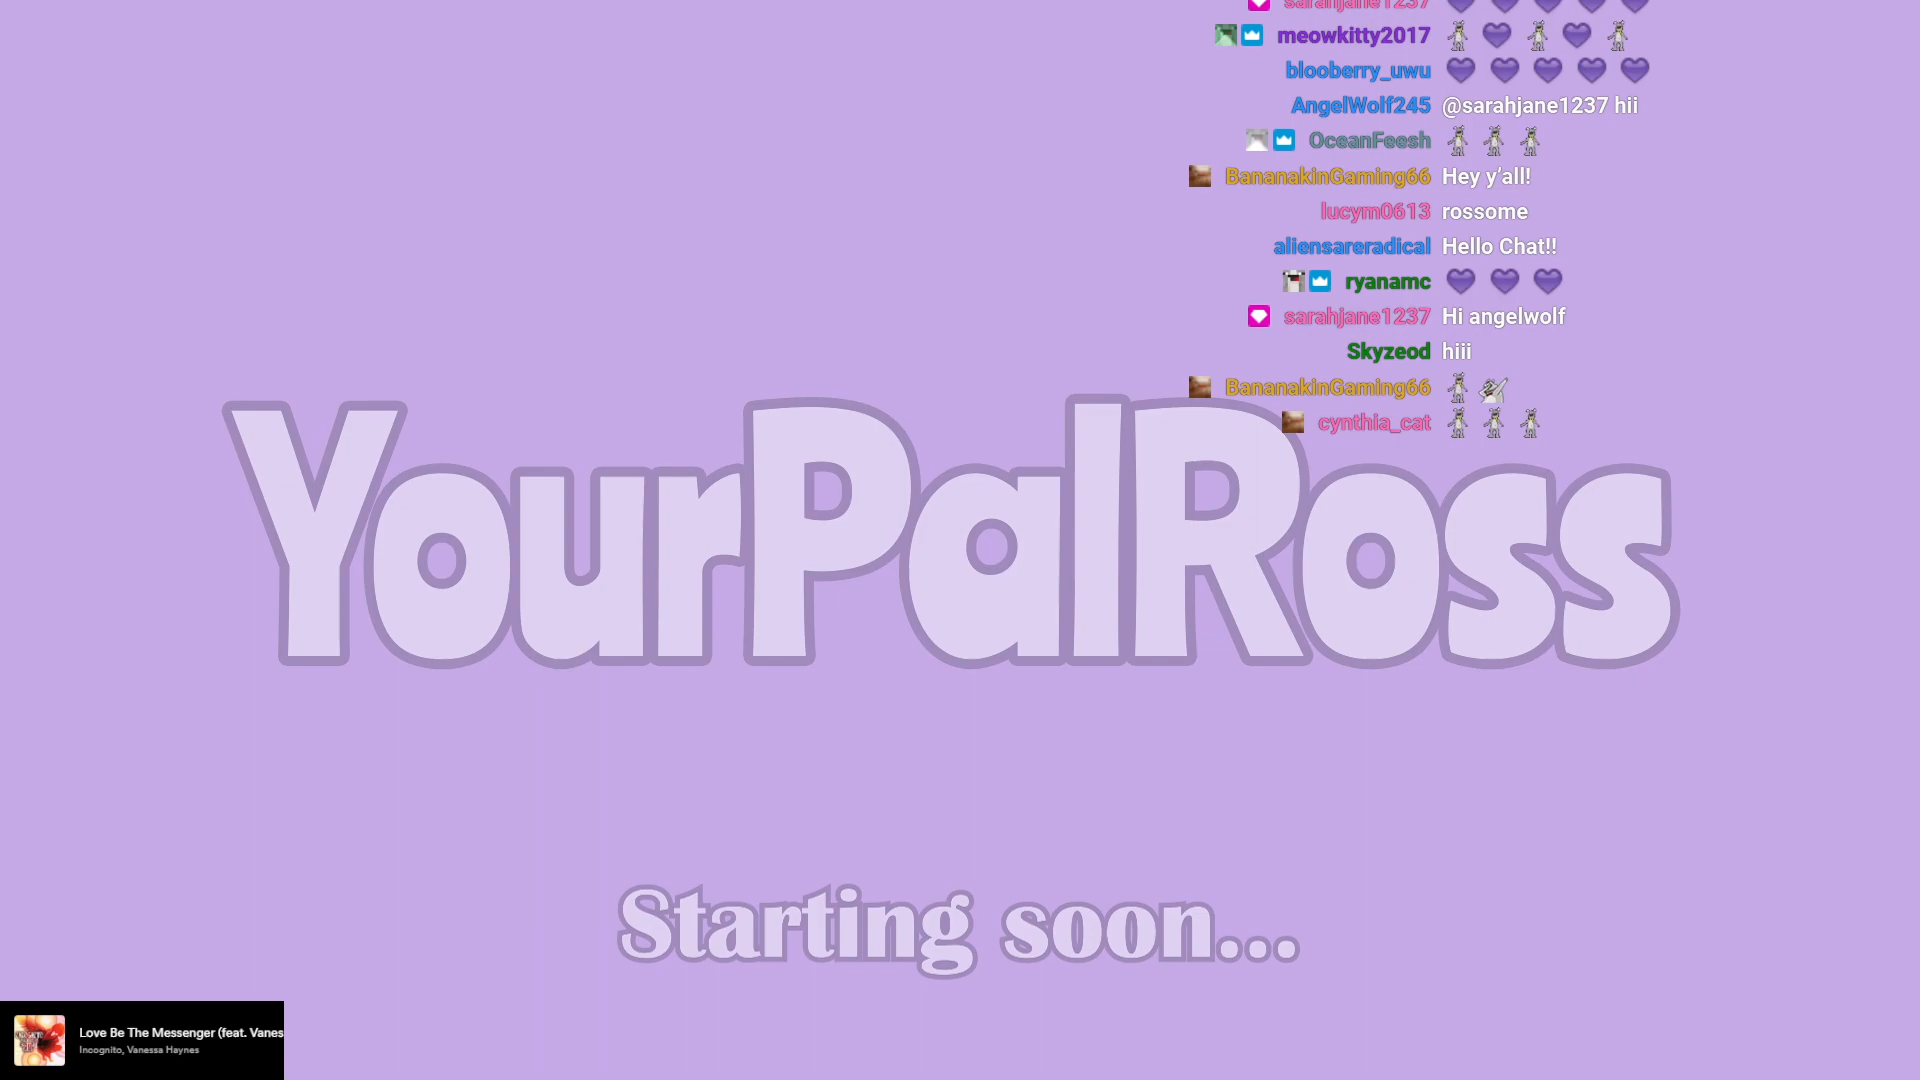 sarahjane1237
meowkitty2017
blooberry_uwu
AngelWolf245 @sarahjane1237 hii
OceanFeesh
BananakinGaming66 Hey y'all!
lucym0613 rossome
aliensareradical Hello Chat!!
ryanamc
sarahjane1237 Hi angelwolf
Skyzeod hiii
BananakinGaming66
cynthia_cat
YourPalRoss
Starting soon...
Love Be The Messenger (feat. Vanes
Incognito, Vanessa Haynes